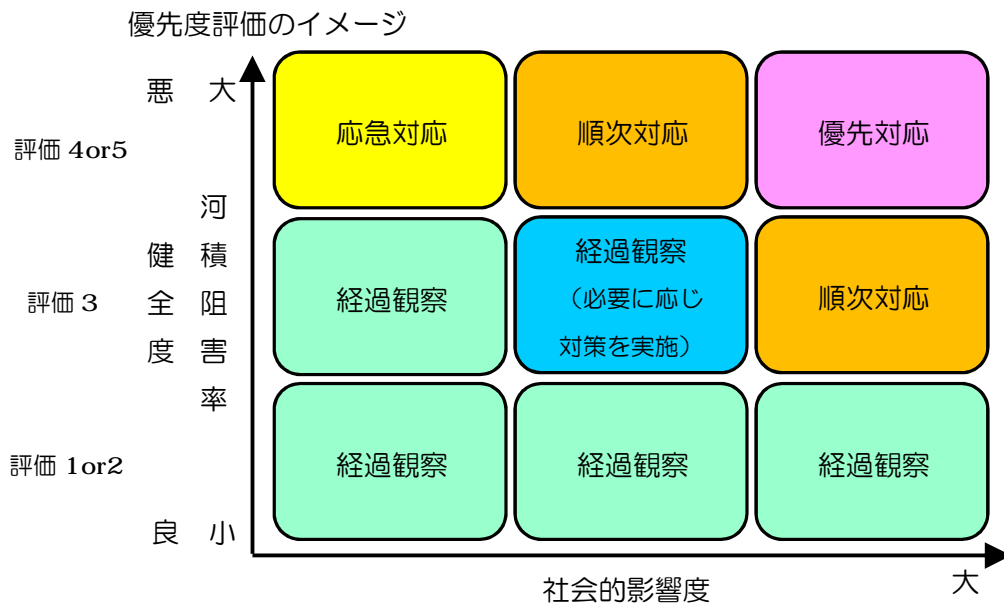 優先度評価のイメージ
悪 大
評価 4or5
応急対応
順次対応
優先対応
健全度
河積阻害率
評価 3
経過観察
経過観察
（必要に応じ
対策を実施）
順次対応
評価 1or2
経過観察
経過観察
経過観察
良 小
社会的影響度
大